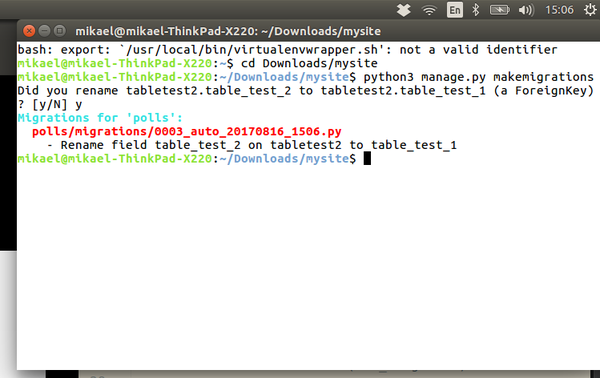 En 15:06
mikael@mikael-ThinkPad-X220: ~/Downloads/mysite
bash: export: `/usr/local/bin/virtualenvwrapper.sh': not a valid identifier
mikael@mikael-ThinkPad-X220:~$ cd Downloads/mysite
mikael@mikael-ThinkPad-X220:~/Downloads/mysite$ python3 manage.py makemigrations
Did you rename tabletest2.table_test_2 to tabletest2.table_test_1 (a ForeignKey)
? [y/N] y
Migrations for 'polls':
polls/migrations/0003_auto_20170816_1506.py
- Rename field table_test_2 on tabletest2 to table_test_1
mikael@mikael-ThinkPad-X220:~/Downloads/mysite$